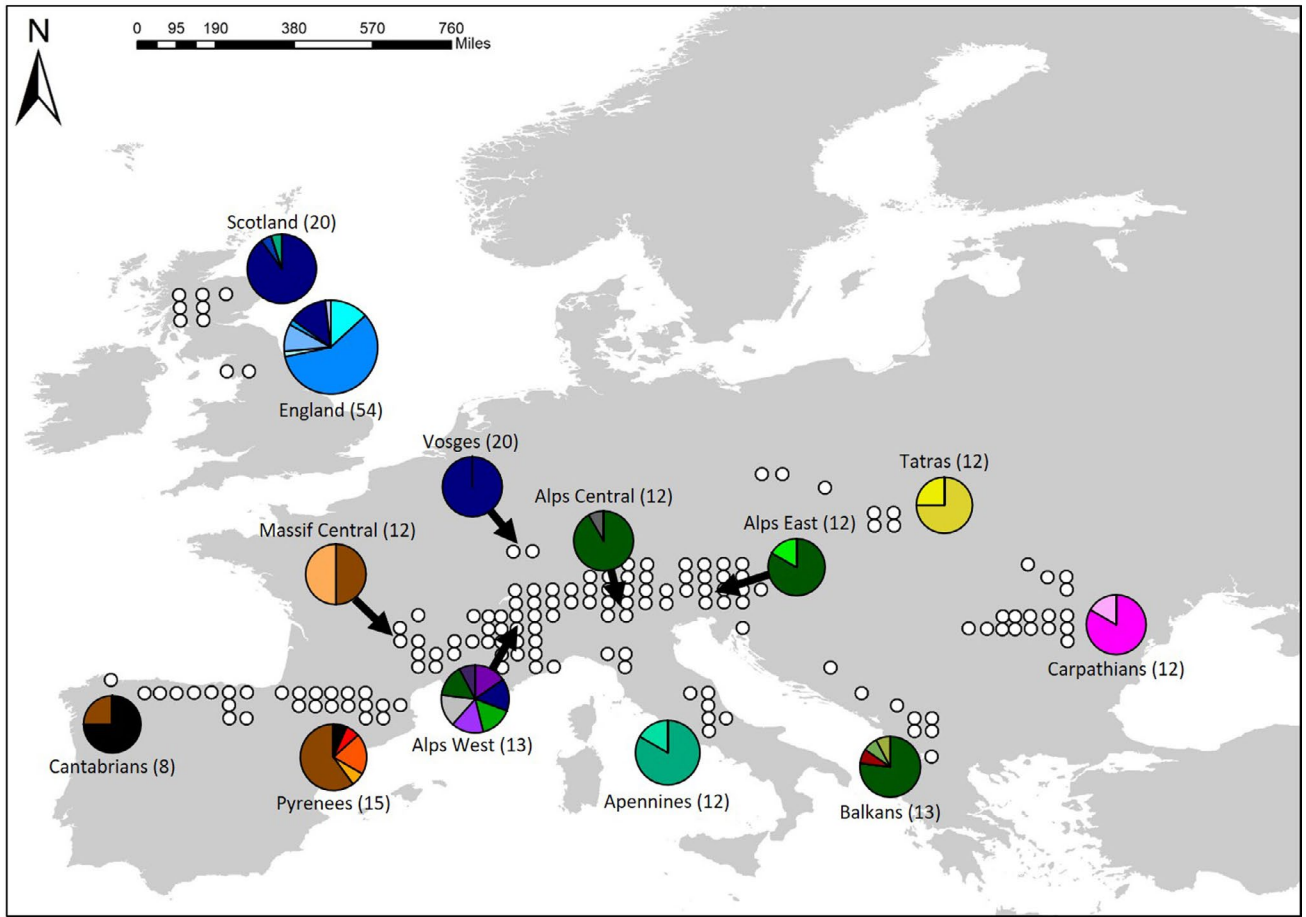 N
0 95 190 380 570 760
Miles
Scotland (20)
England (54)
Vosges (20)
Tatras (12)
Alps Central (12)
Alps East (12)
Massif Central (12)
Carpathians (12)
Alps West (13)
Cantabrians (8)
Pyrenees (15)
Apennines (12)
Balkans (13)